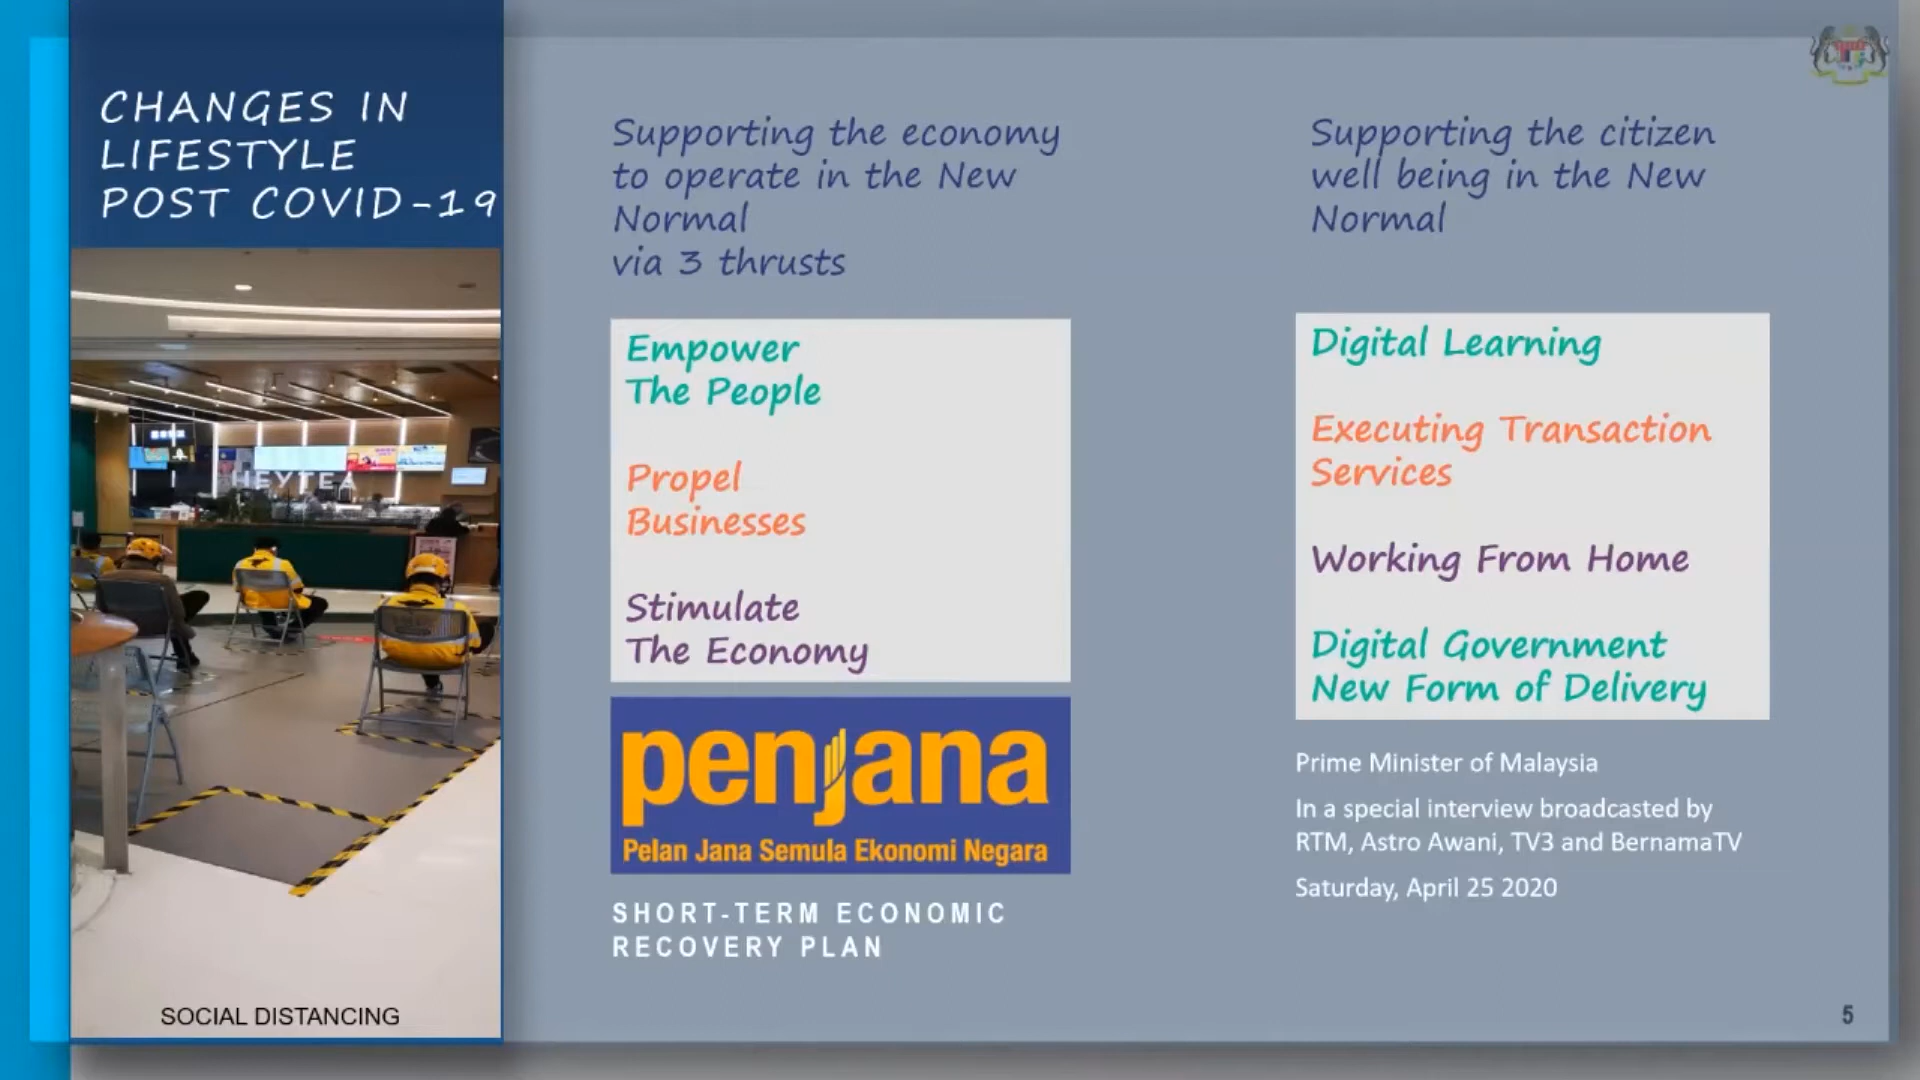 CHANGES IN
LIFESTYLE
POST COVID-19
HEYTEA
SOCIAL DISTANCING
Supporting the economy
to operate in the New
Normal
via 3 thrusts
Empower
The People
Propel
Businesses
Stimulate
The Economy
penjana
Pelan Jana Semula Ekonomi Negara
SHORT-TERM ECONOMIC
RECOVERY PLAN
Supporting the citizen
well being in the New
Normal
Digital Learning
Executing Transaction
Services
Working From Home
Digital Government
New Form of Delivery
Prime Minister of Malaysia
In a special interview broadcasted by
RTM, Astro Awani, TV3 and BernamaTV
Saturday, April 25 2020
5